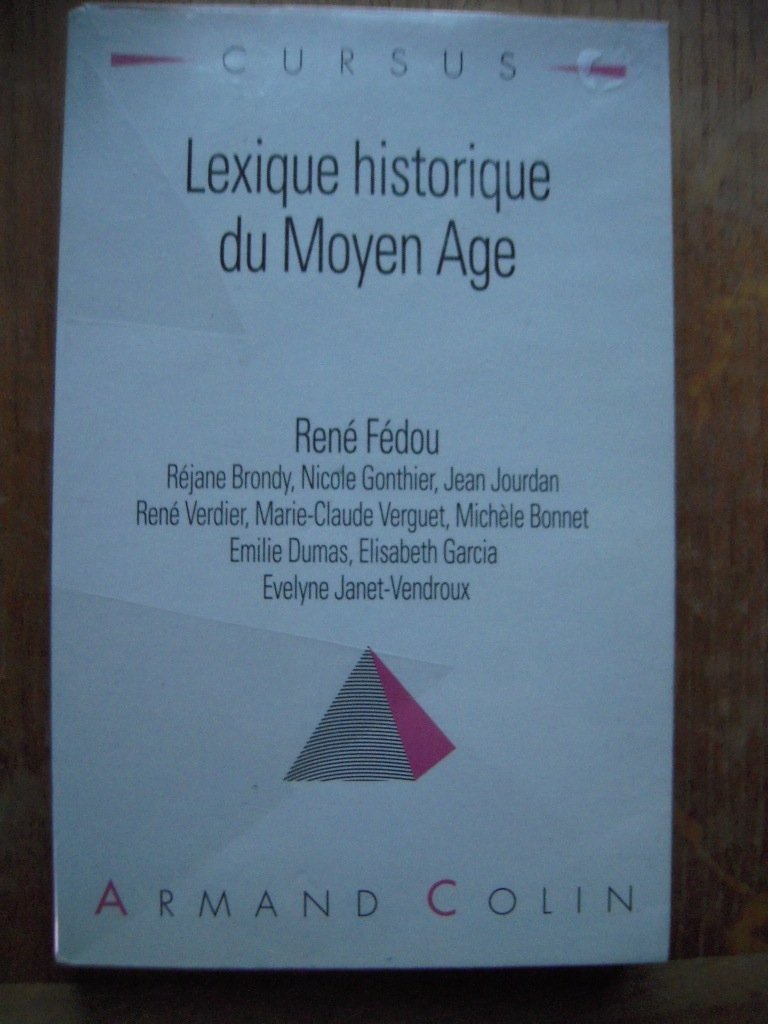 CURSUS
Lexique historique
du Moyen Age
René Fédou
Réjane Brondy, Nicole Gonthier, Jean Jourdan
René Verdier, Marie-Claude Verguet, Michèle Bonnet
Emilie Dumas, Elisabeth Garcia
Evelyne Janet-Vendroux
ARMAND COLIN